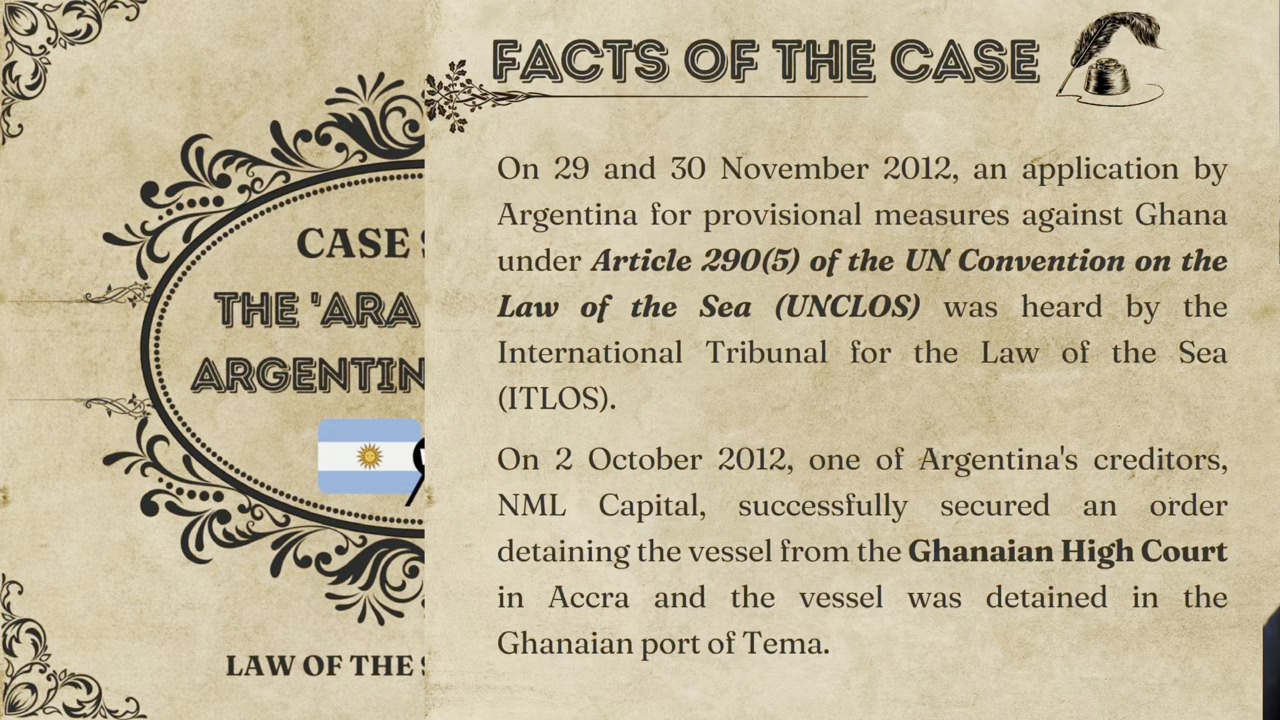 CASE
THE 'ARA
ARGENTIN
LAW OF THE
FACTS OF THE CASE
On 29 and 30 November 2012, an application by
Argentina for provisional measures against Ghana
under Article 290(5) of the UN Convention on the
Law of the Sea (UNCLOS) was heard by the
International Tribunal for the Law of the Sea
(ITLOS).
On 2 October 2012, one of Argentina's creditors,
NML Capital, successfully secured an order
detaining the vessel from the Ghanaian High Court
in Accra and the vessel was detained in the
Ghanaian port of Tema.